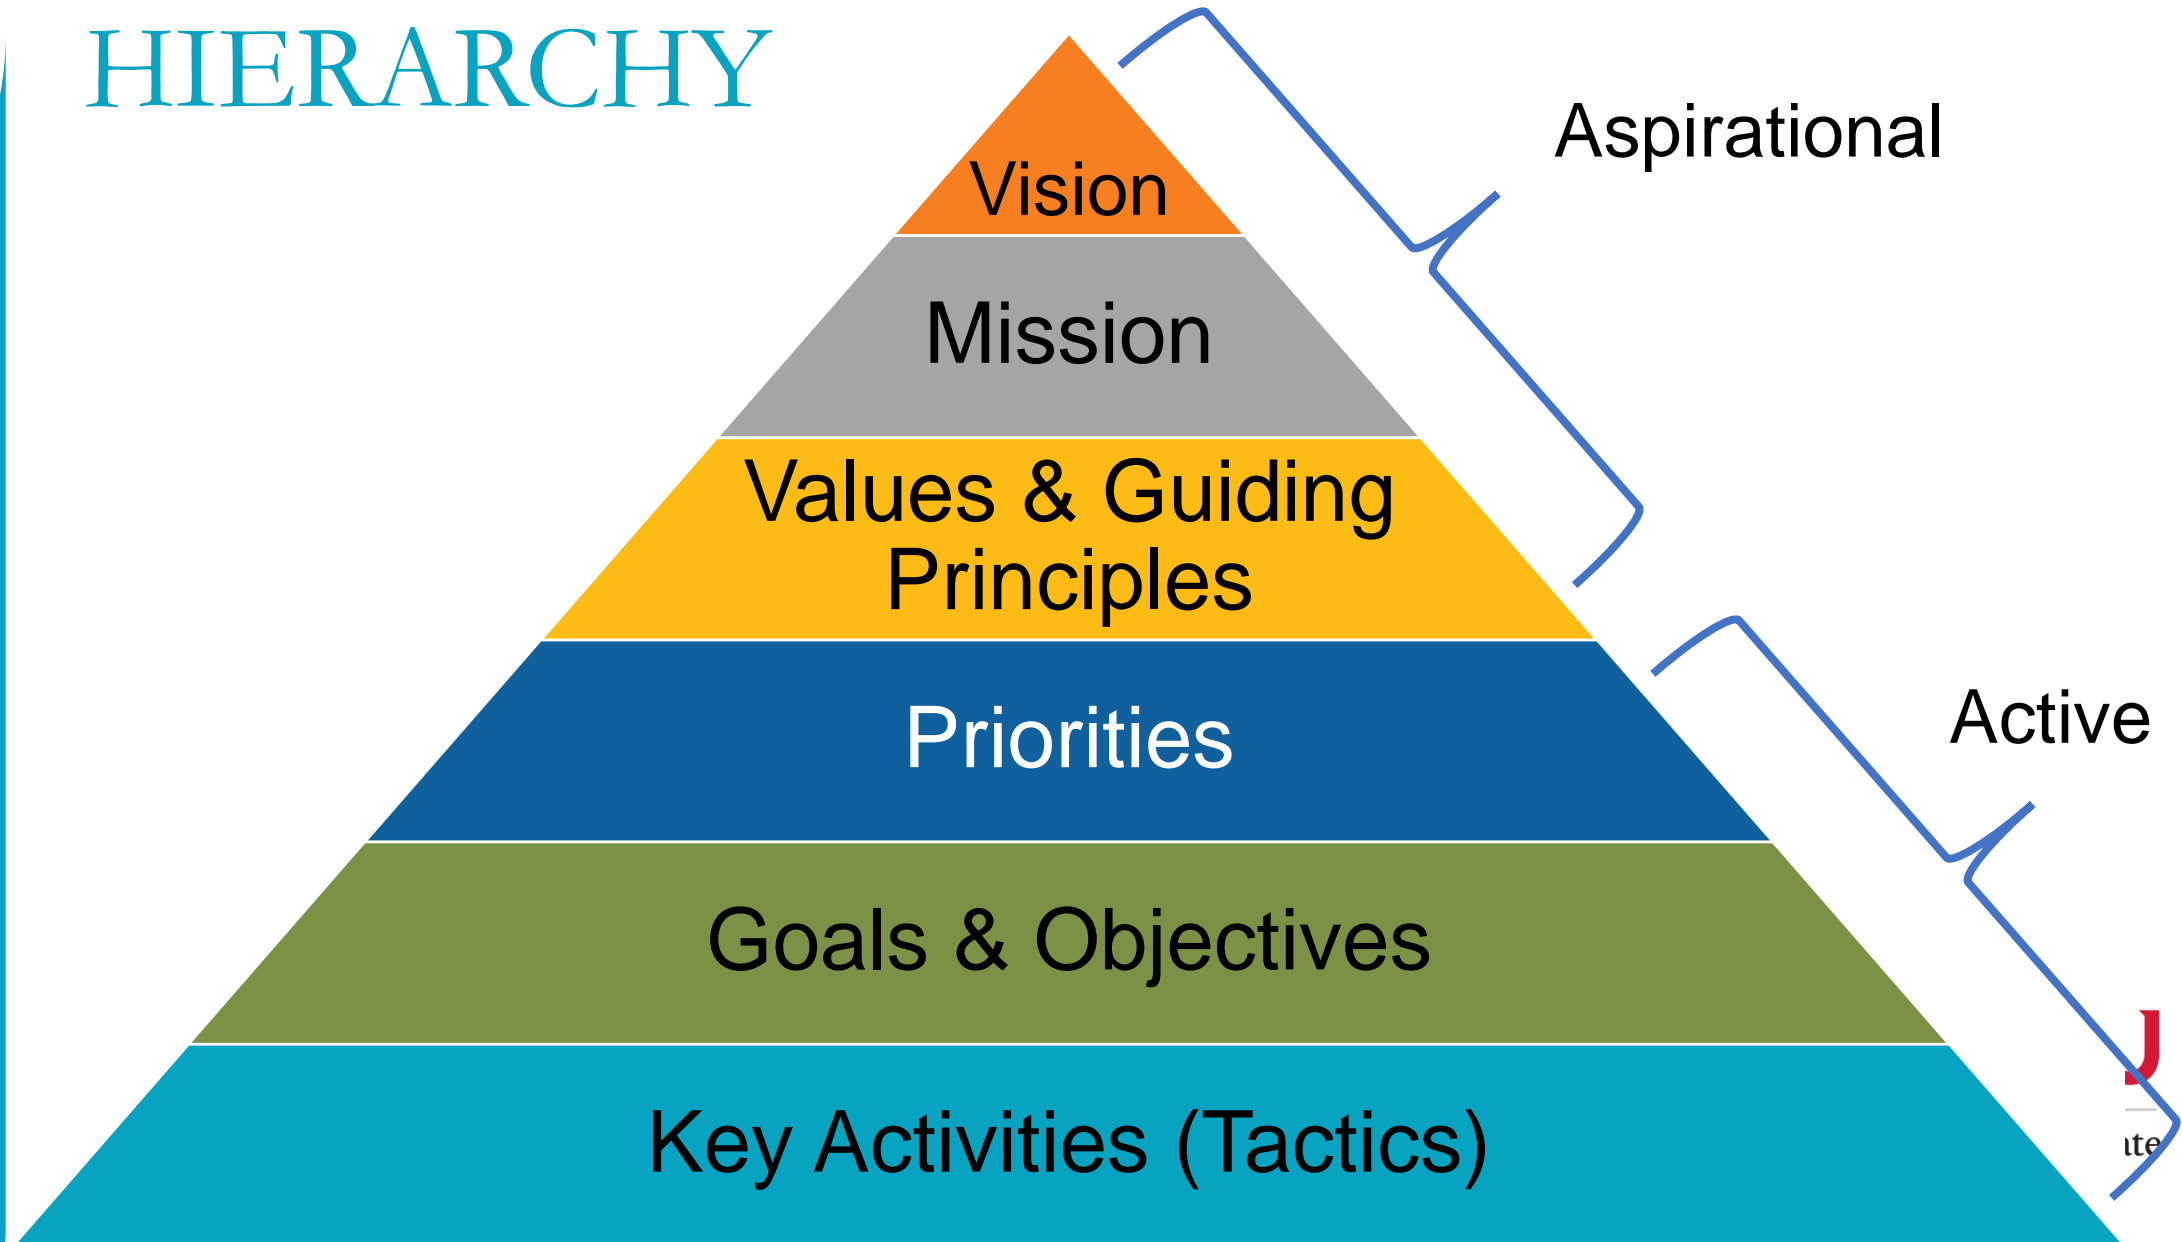 HIERARCHY
Aspirational
Vision
Mission
Values & Guiding
Principles
Priorities
Active
Goals & Objectives
Key Activities (Tactics)